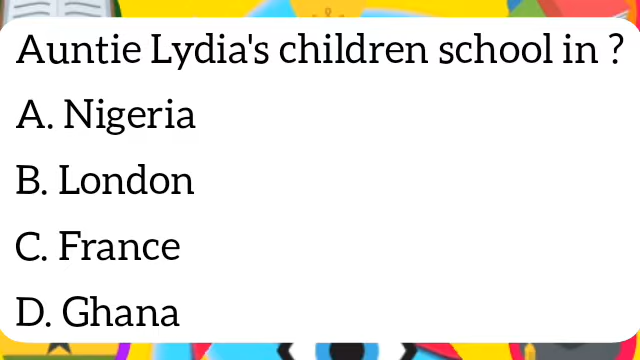 Auntie Lydia's children school in ?
A. Nigeria
B. London
C. France
D. Ghana